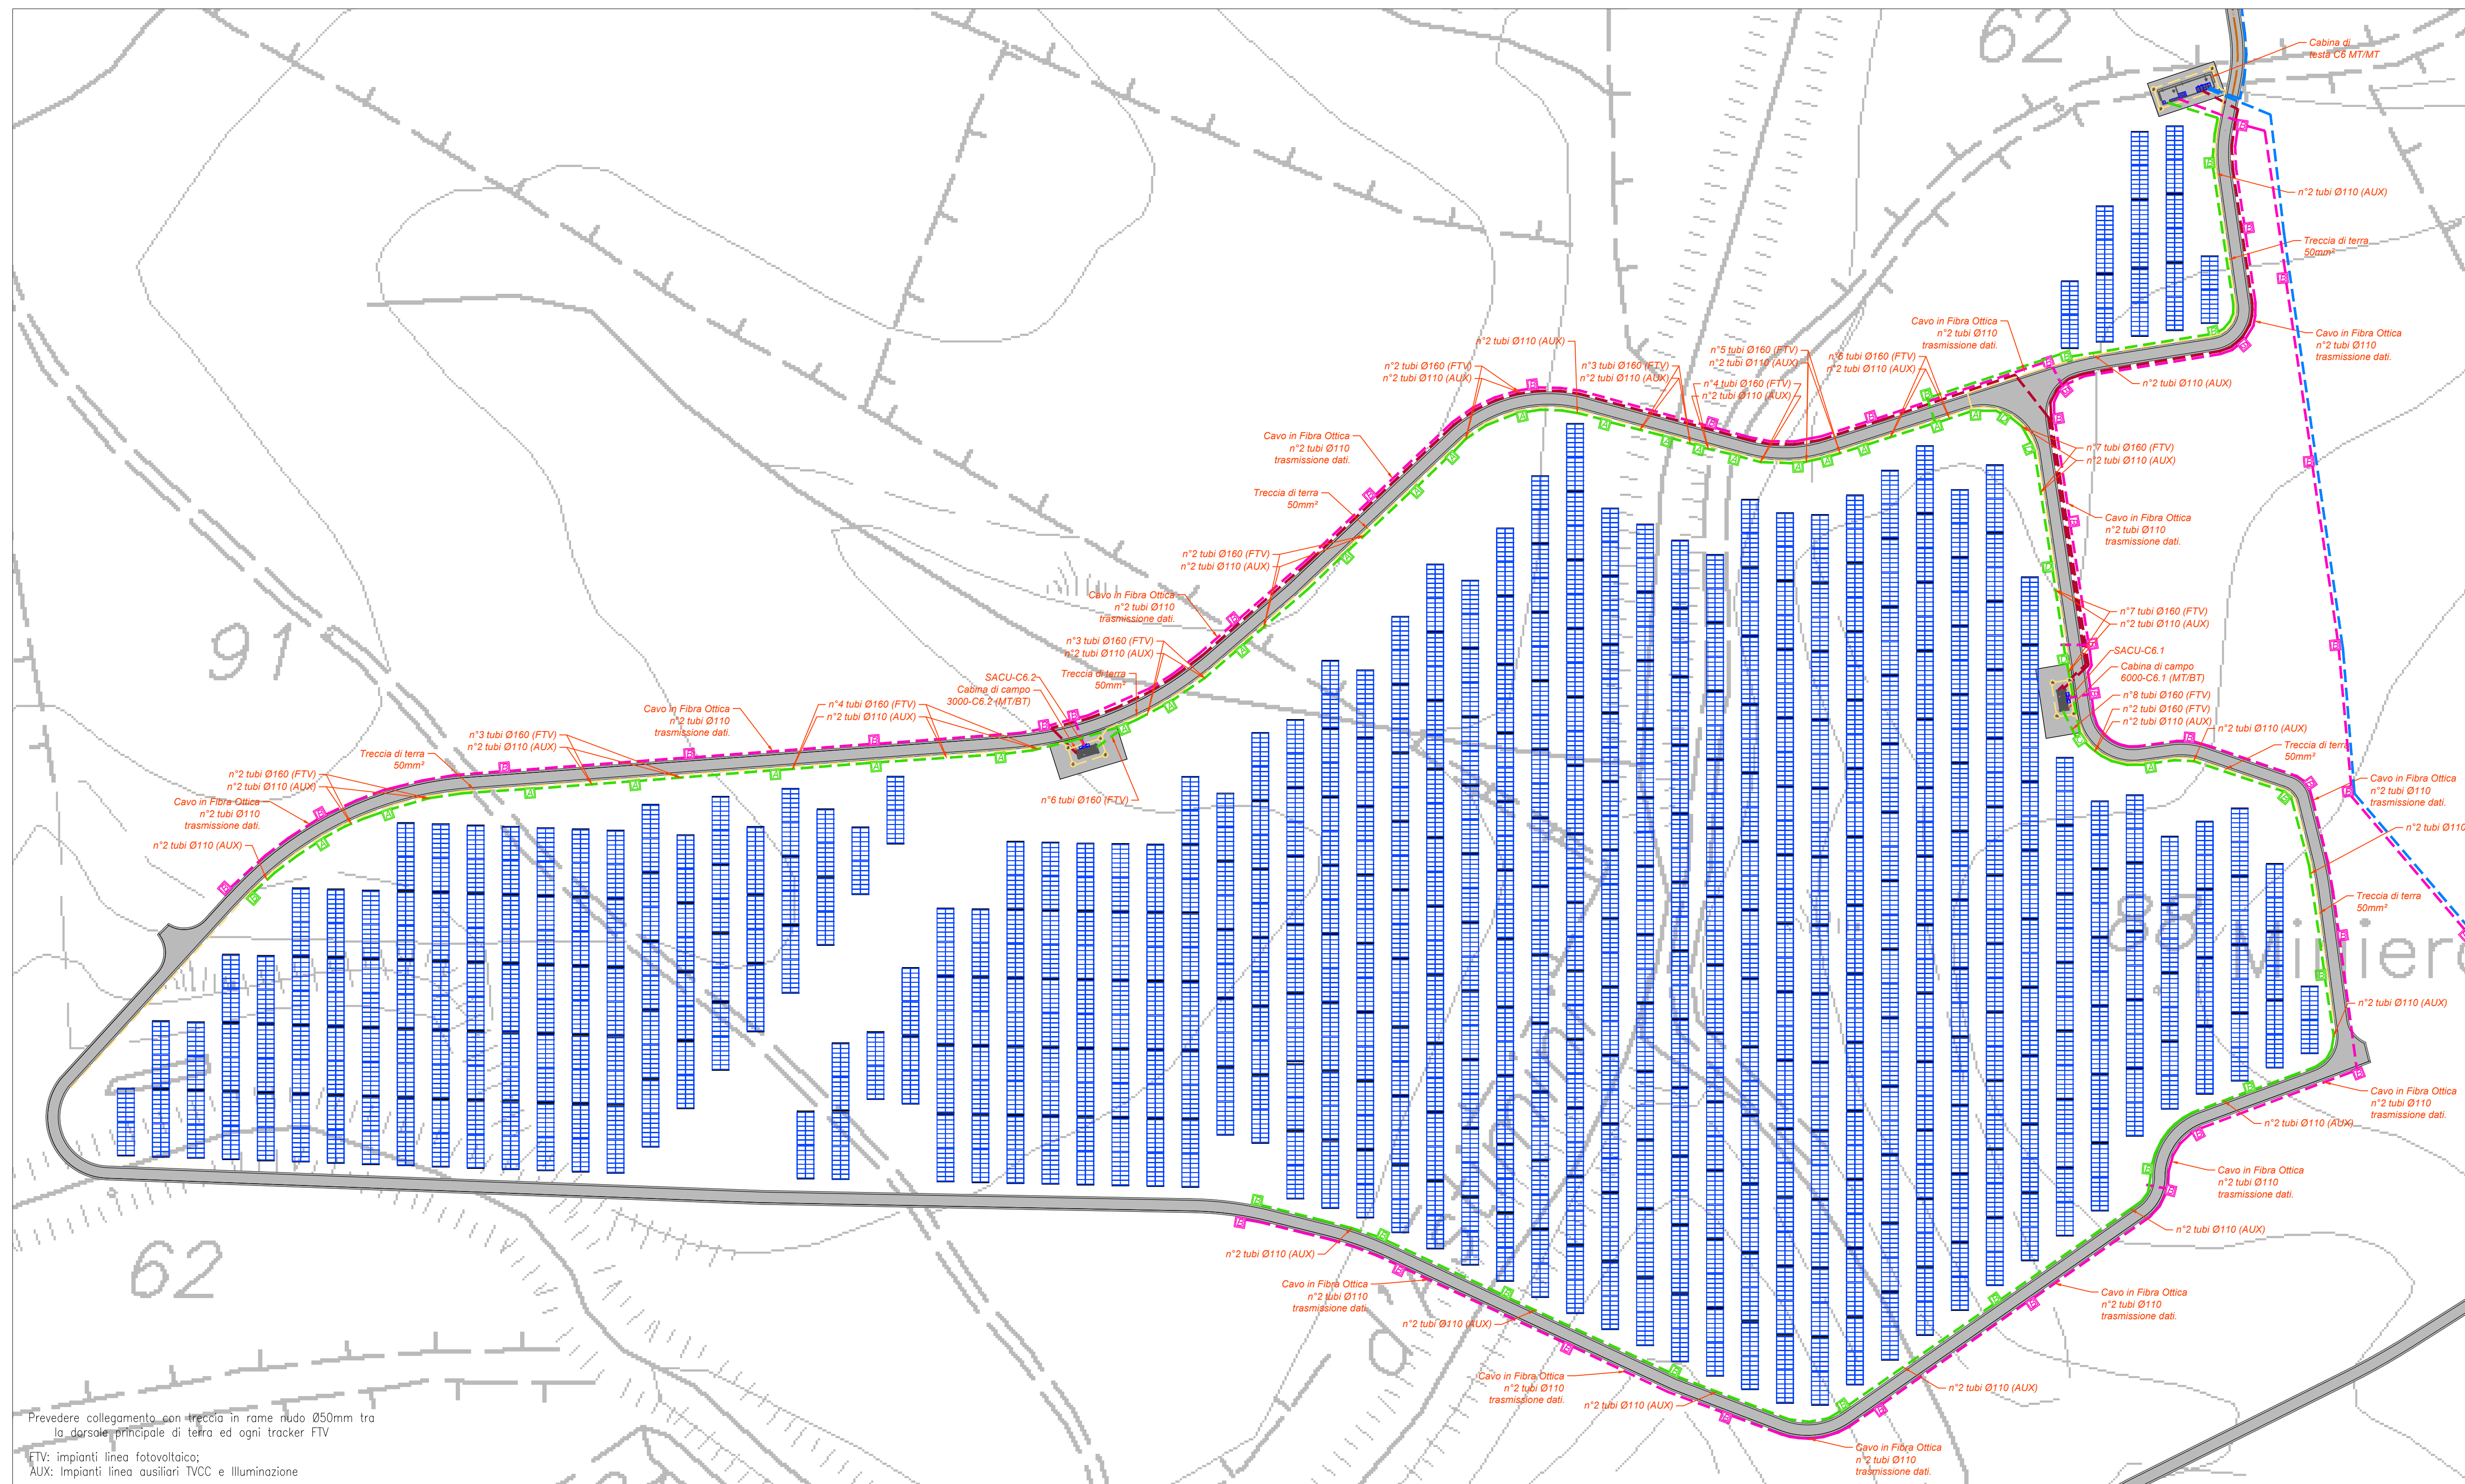 62
Cabina di
testa C6 MT/MT
n°2 tubi Ø110 (AUX)
Treccia di terra
50mm²
Cavo in Fibra Ottica
n°2 tubi Ø110
trasmissione dati.
Cavo in Fibra Ottica
n°2 tubi Ø110
trasmissione dati.
n°2 tubi Ø110 (AUX)
n°2 tubi Ø110 (AUX)
n°5 tubi Ø160 (FTV)
n°2 tubi Ø110 (AUX)
n°6 tubi Ø160 (FTV)
n°2 tubi Ø110 (AUX)
n°2 tubi Ø160 (FTV)
n°2 tubi Ø110 (AUX)
n°3 tubi Ø160 (FTV)
n°2 tubi Ø110 (AUX)
n°4 tubi Ø160 (FTV)
n°2 tubi Ø110 (AUX)
Cavo in Fibra Ottica
n°2 tubi Ø110
trasmissione dati.
n°7 tubi Ø160 (FTV)
n°2 tubi Ø110 (AUX)
Treccia di terra
50mm²
Cavo in Fibra Ottica
n°2 tubi Ø110
trasmissione dati.
n°2 tubi Ø160 (FTV)
n°2 tubi Ø110 (AUX)
Cavo in Fibra Ottica
n°2 tubi Ø110
trasmissione dati.
n°7 tubi Ø160 (FTV)
n°2 tubi Ø110 (AUX)
91
n°3 tubi Ø160 (FTV)
n°2 tubi Ø110 (AUX)
SACU-C6.1
Cabina di campo
6000-C6.1 (MT/BT)
Treccia di terra
50mm²
SACU-C6.2
Cabina di campo
3000-C6.2 (MT/BT)
n°8 tubi Ø160 (FTV)
n°2 tubi Ø160 (FTV)
n°2 tubi Ø110 (AUX)
n°4 tubi Ø160 (FTV)
n°2 tubi Ø110 (AUX)
Cavo in Fibra Ottica
n°2 tubi Ø110
trasmissione dati.
n°2 tubi Ø110 (AUX)
Treccia di terra
50mm²
n°3 tubi Ø160 (FTV)
n°2 tubi Ø110 (AUX)
Treccia di terra
50mm²
n°2 tubi Ø160 (FTV)
n°2 tubi Ø110 (AUX)
Cavo in Fibra Ottica
n°2 tubi Ø110
trasmissione dati.
Cavo in Fibra Ottica
n°2 tubi Ø110
trasmissione dati.
n°6 tubi Ø160 (FTV)
n°2 tubi Ø110
n°2 tubi Ø110 (AUX)
Treccia di terra
50mm²
88
n°2 tubi Ø110 (AUX)
Cavo in Fibra Ottica
n°2 tubi Ø110
trasmissione dati.
n°2 tubi Ø110 (AUX)
Cavo in Fibra Ottica
n°2 tubi Ø110
trasmissione dati.
n°2 tubi Ø110 (AUX)
n°2 tubi Ø110 (AUX)
62
Cavo in Fibra Ottica
n°2 tubi Ø110
trasmissione dati.
Cavo in Fibra Ottica
n°2 tubi Ø110
trasmissione dati.
n°2 tubi Ø110 (AUX)
Cavo in Fibra Ottica
n°2 tubi Ø110
trasmissione dati.
n°2 tubi Ø110 (AUX)
n°2 tubi Ø110 (AUX)
Cavo in Fibra Ottica
n°2 tubi Ø110
trasmissione dati.
Prevedere collegamento con treccia in rame nudo Ø50mm tra
la dorsale principale di terra ed ogni tracker FTV
FTV: impianti linea fotovoltaico;
AUX: Impianti linea ausiliari TVCC e Illuminazione